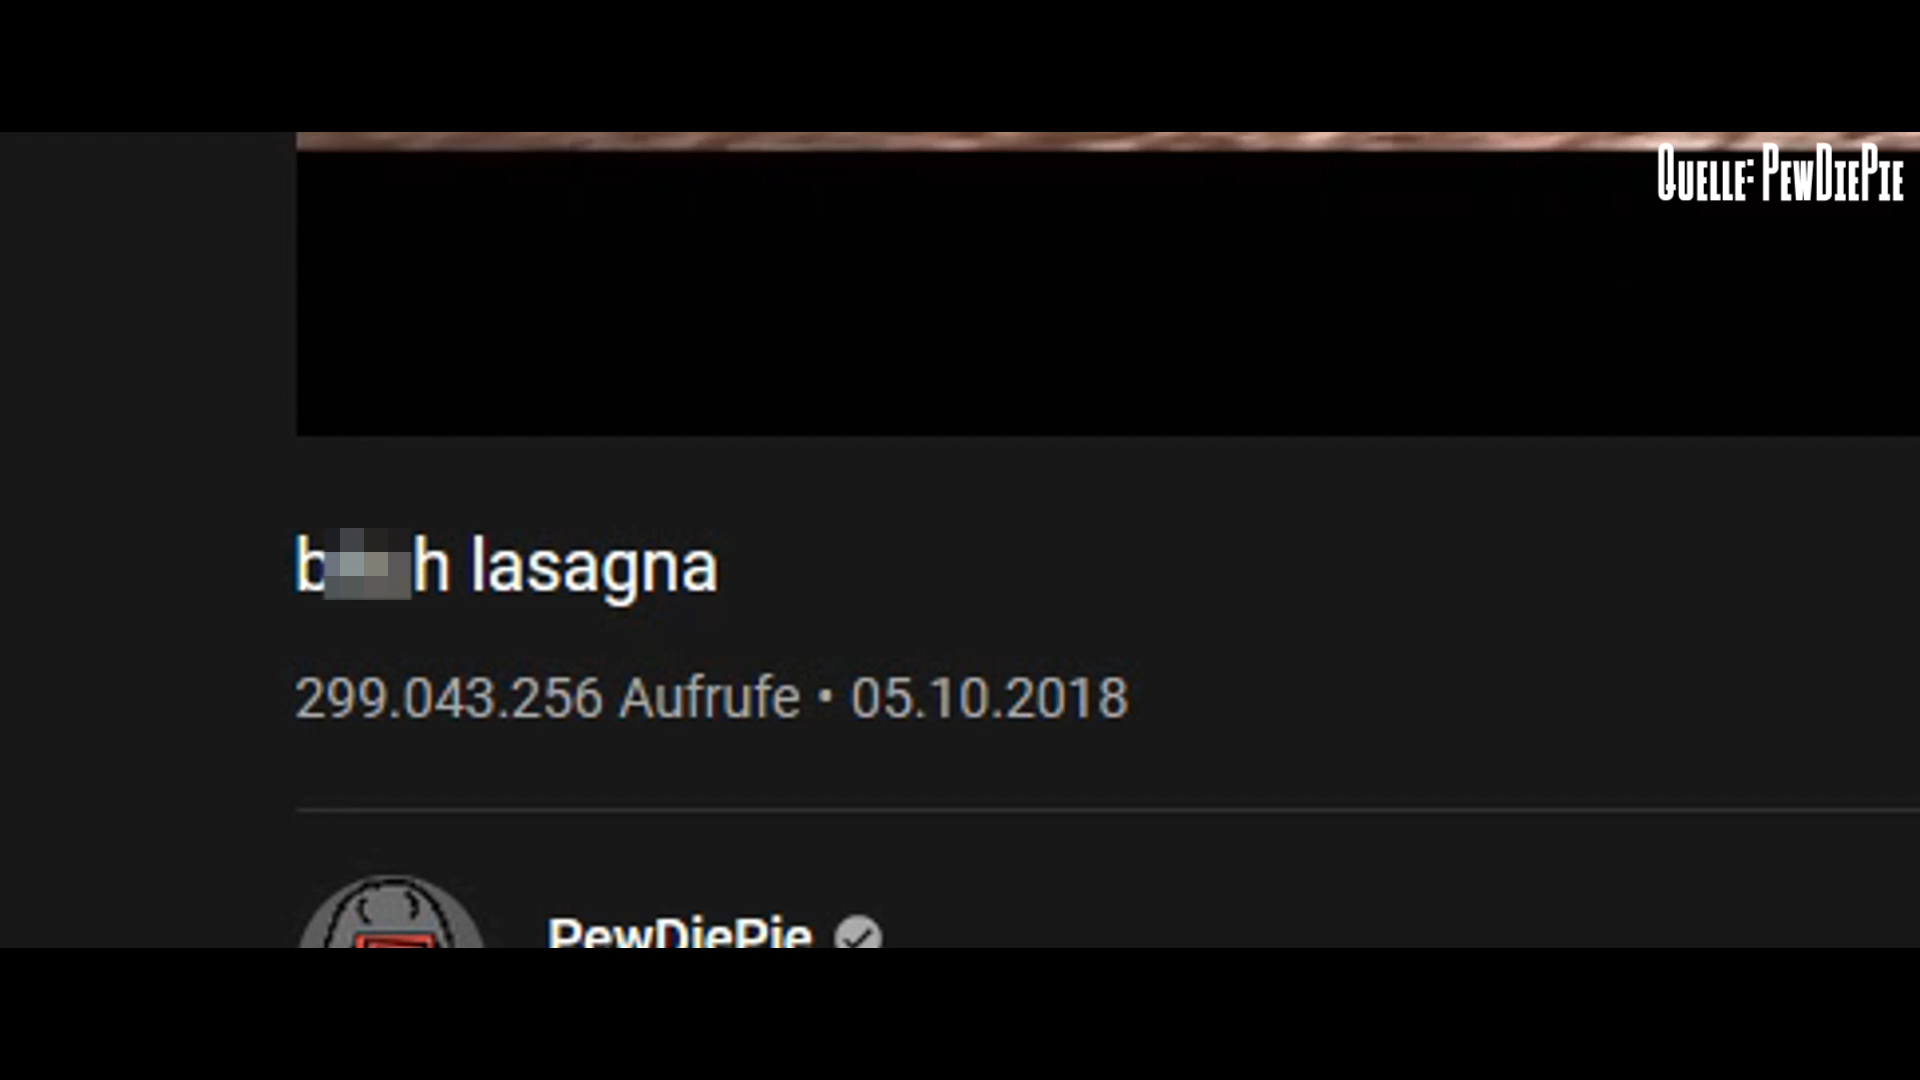 Quelle: PewDiePie
b h lasagna
299.043.256 Aufrufe • 05.10.2018
PewDiePie